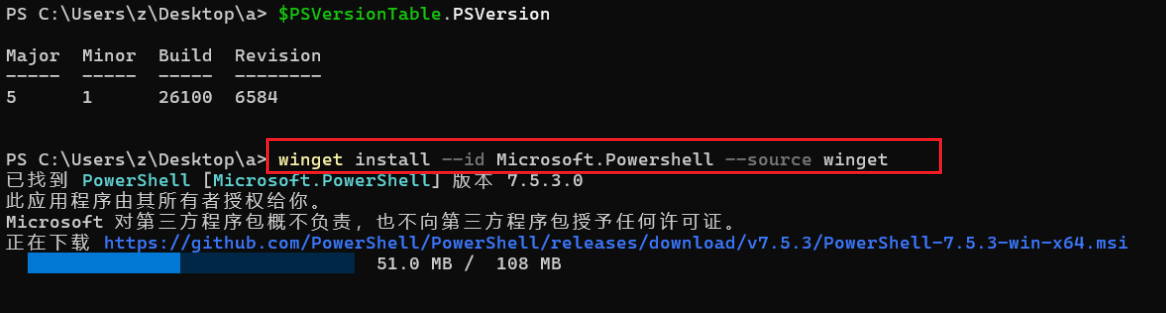 PS C:\Users\z\Desktop\a> $PSVersionTable.PSVersion
Major  Minor  Build  Revision
-----  -----  -----  --------
5      1      26100  6584
PS C:\Users\z\Desktop\a> winget install --id Microsoft.Powershell --source winget
已找到 PowerShell [Microsoft.PowerShell] 版本 7.5.3.0
此应用程序由其所有者授权给你。
Microsoft 对第三方程序包概不负责，也不向第三方程序包授予任何许可证。
正在下载 https://github.com/PowerShell/PowerShell/releases/download/v7.5.3/PowerShell-7.5.3-win-x64.msi
51.0 MB /  108 MB